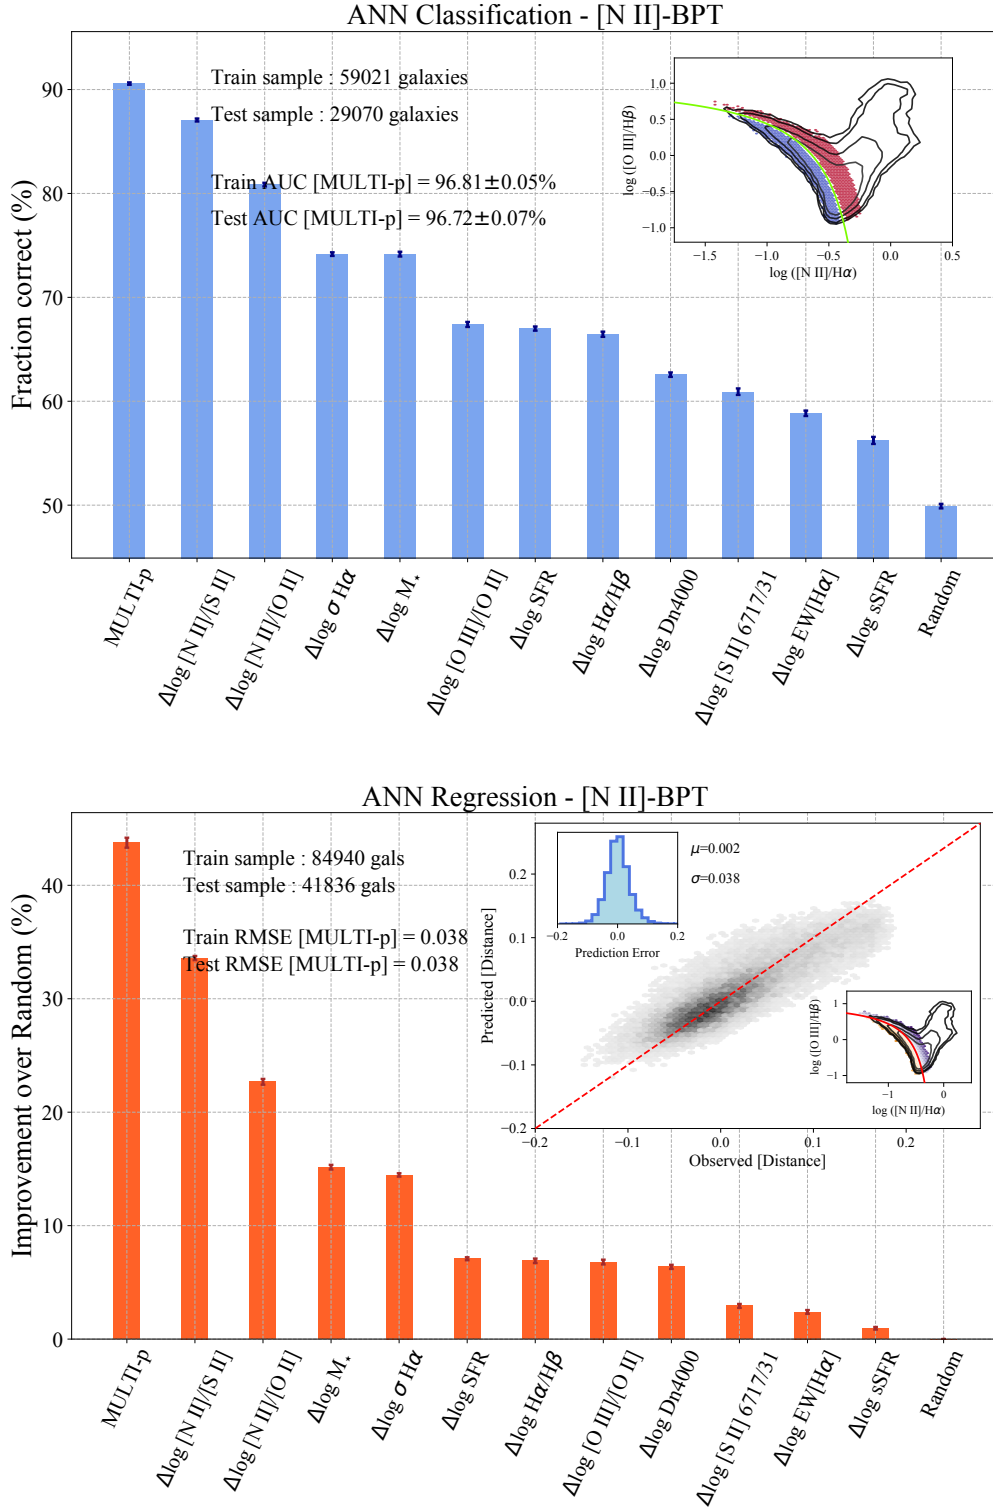 ANN Classification - [N II]-BPT
Fraction correct (%)
90
80
70
60
50
Train sample : 59021 galaxies
Test sample : 29070 galaxies
Train AUC [MULTI-p] = 96.81±0.05%
Test AUC [MULTI-p] = 96.72±0.07%
log ([O III]/Hβ)
1.0
0.5
0.0
−0.5
−1.0
−1.5
−1.0
−0.5
0.0
0.5
log ([N II]/Hα)
MULTI-p
Δlog [N II]/[S II]
Δlog [N II]/[O II]
Δlog σ Hα
Δlog M⋆
Δlog [O III]/[O II]
Δlog SFR
Δlog Hα/Hβ
Δlog Dn4000
Δlog [S II] 6717/31
Δlog EW[Hα]
Δlog sSFR
Random
ANN Regression - [N II]-BPT
Improvement over Random (%)
40
30
20
10
0
Train sample : 84940 gals
Test sample : 41836 gals
Train RMSE [MULTI-p] = 0.038
Test RMSE [MULTI-p] = 0.038
Predicted [Distance]
0.2
0.1
0.0
−0.1
−0.2
−0.2
−0.1
0.0
0.1
0.2
Observed [Distance]
−0.2
0.0
0.2
Prediction Error
μ=0.002
σ=0.038
log ([O III]/Hβ)
1
0
−1
−1
0
log ([N II]/Hα)
MULTI-p
Δlog [N II]/[S II]
Δlog [N II]/[O II]
Δlog M⋆
Δlog σ Hα
Δlog SFR
Δlog Hα/Hβ
Δlog [O III]/[O II]
Δlog Dn4000
Δlog [S II] 6717/31
Δlog EW[Hα]
Δlog sSFR
Random